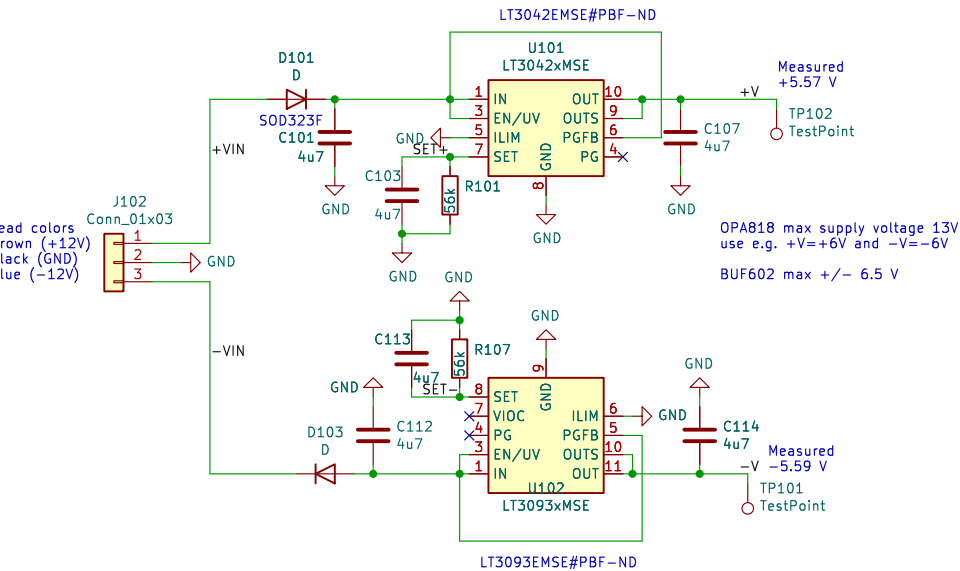 LT3042EMSE#PBF-ND
U101
LT3042xMSE
D101
D
SOD323F
C101
4u7
GND
+VIN
1
IN
3
EN/UV
5
ILIM
7
SET
10
OUT
9
OUTS
6
PGFB
4
PG
GND
8
GND
GND
SET+
C103
4u7
R101
56k
GND
C107
4u7
GND
+V
Measured
+5.57 V
TP102
TestPoint
J102
Conn_01x03
1
2
3
GND
ead colors
rown (+12V)
lack (GND)
lue (-12V)
OPA818 max supply voltage 13V
use e.g. +V=+6V and -V=-6V
BUF602 max +/- 6.5 V
-VIN
GND
C113
4u7
R107
56k
SET-
GND
9
GND
8
SET
7
VIOC
4
PG
3
EN/UV
1
IN
6
ILIM
5
PGFB
10
OUTS
11
OUT
U102
LT3093xMSE
GND
GND
C112
4u7
D103
D
GND
C114
4u7
-V
Measured
-5.59 V
TP101
TestPoint
LT3093EMSE#PBF-ND